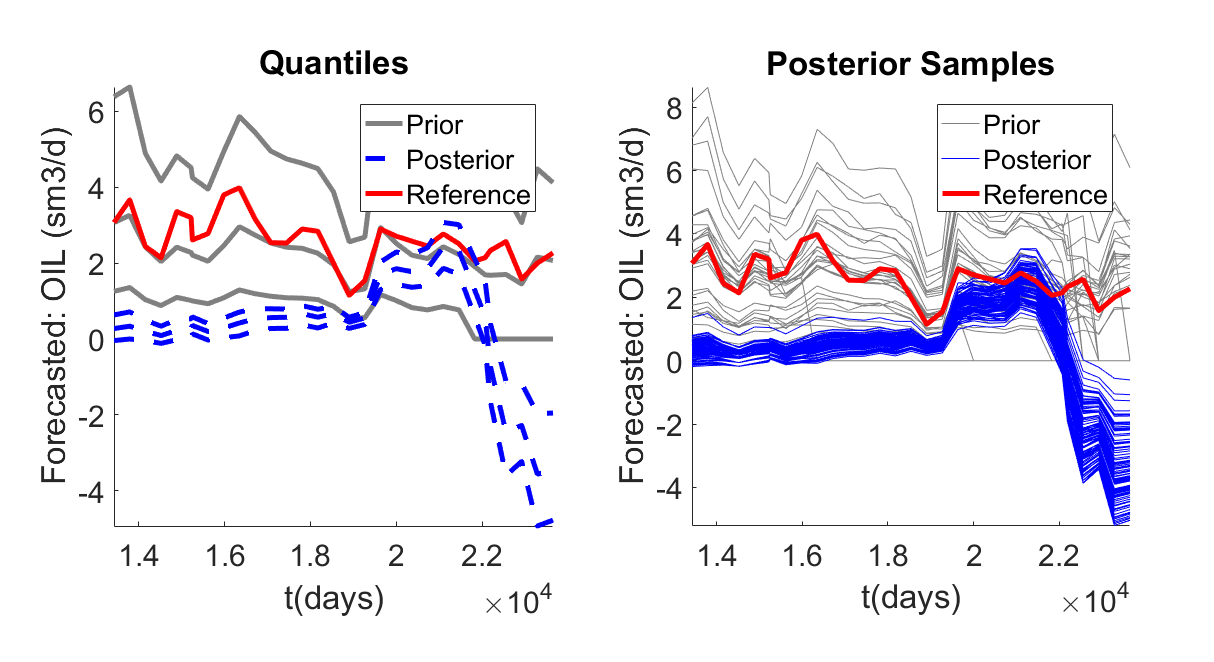 Quantiles
Forecasted: OIL (sm3/d)
6
4
2
0
-2
-4
Prior
Posterior
Reference
1.4 1.6 1.8 2 2.2
t(days)
×10^4
Posterior Samples
Forecasted: OIL (sm3/d)
8
6
4
2
0
-2
-4
Prior
Posterior
Reference
1.4 1.6 1.8 2 2.2
t(days)
×10^4